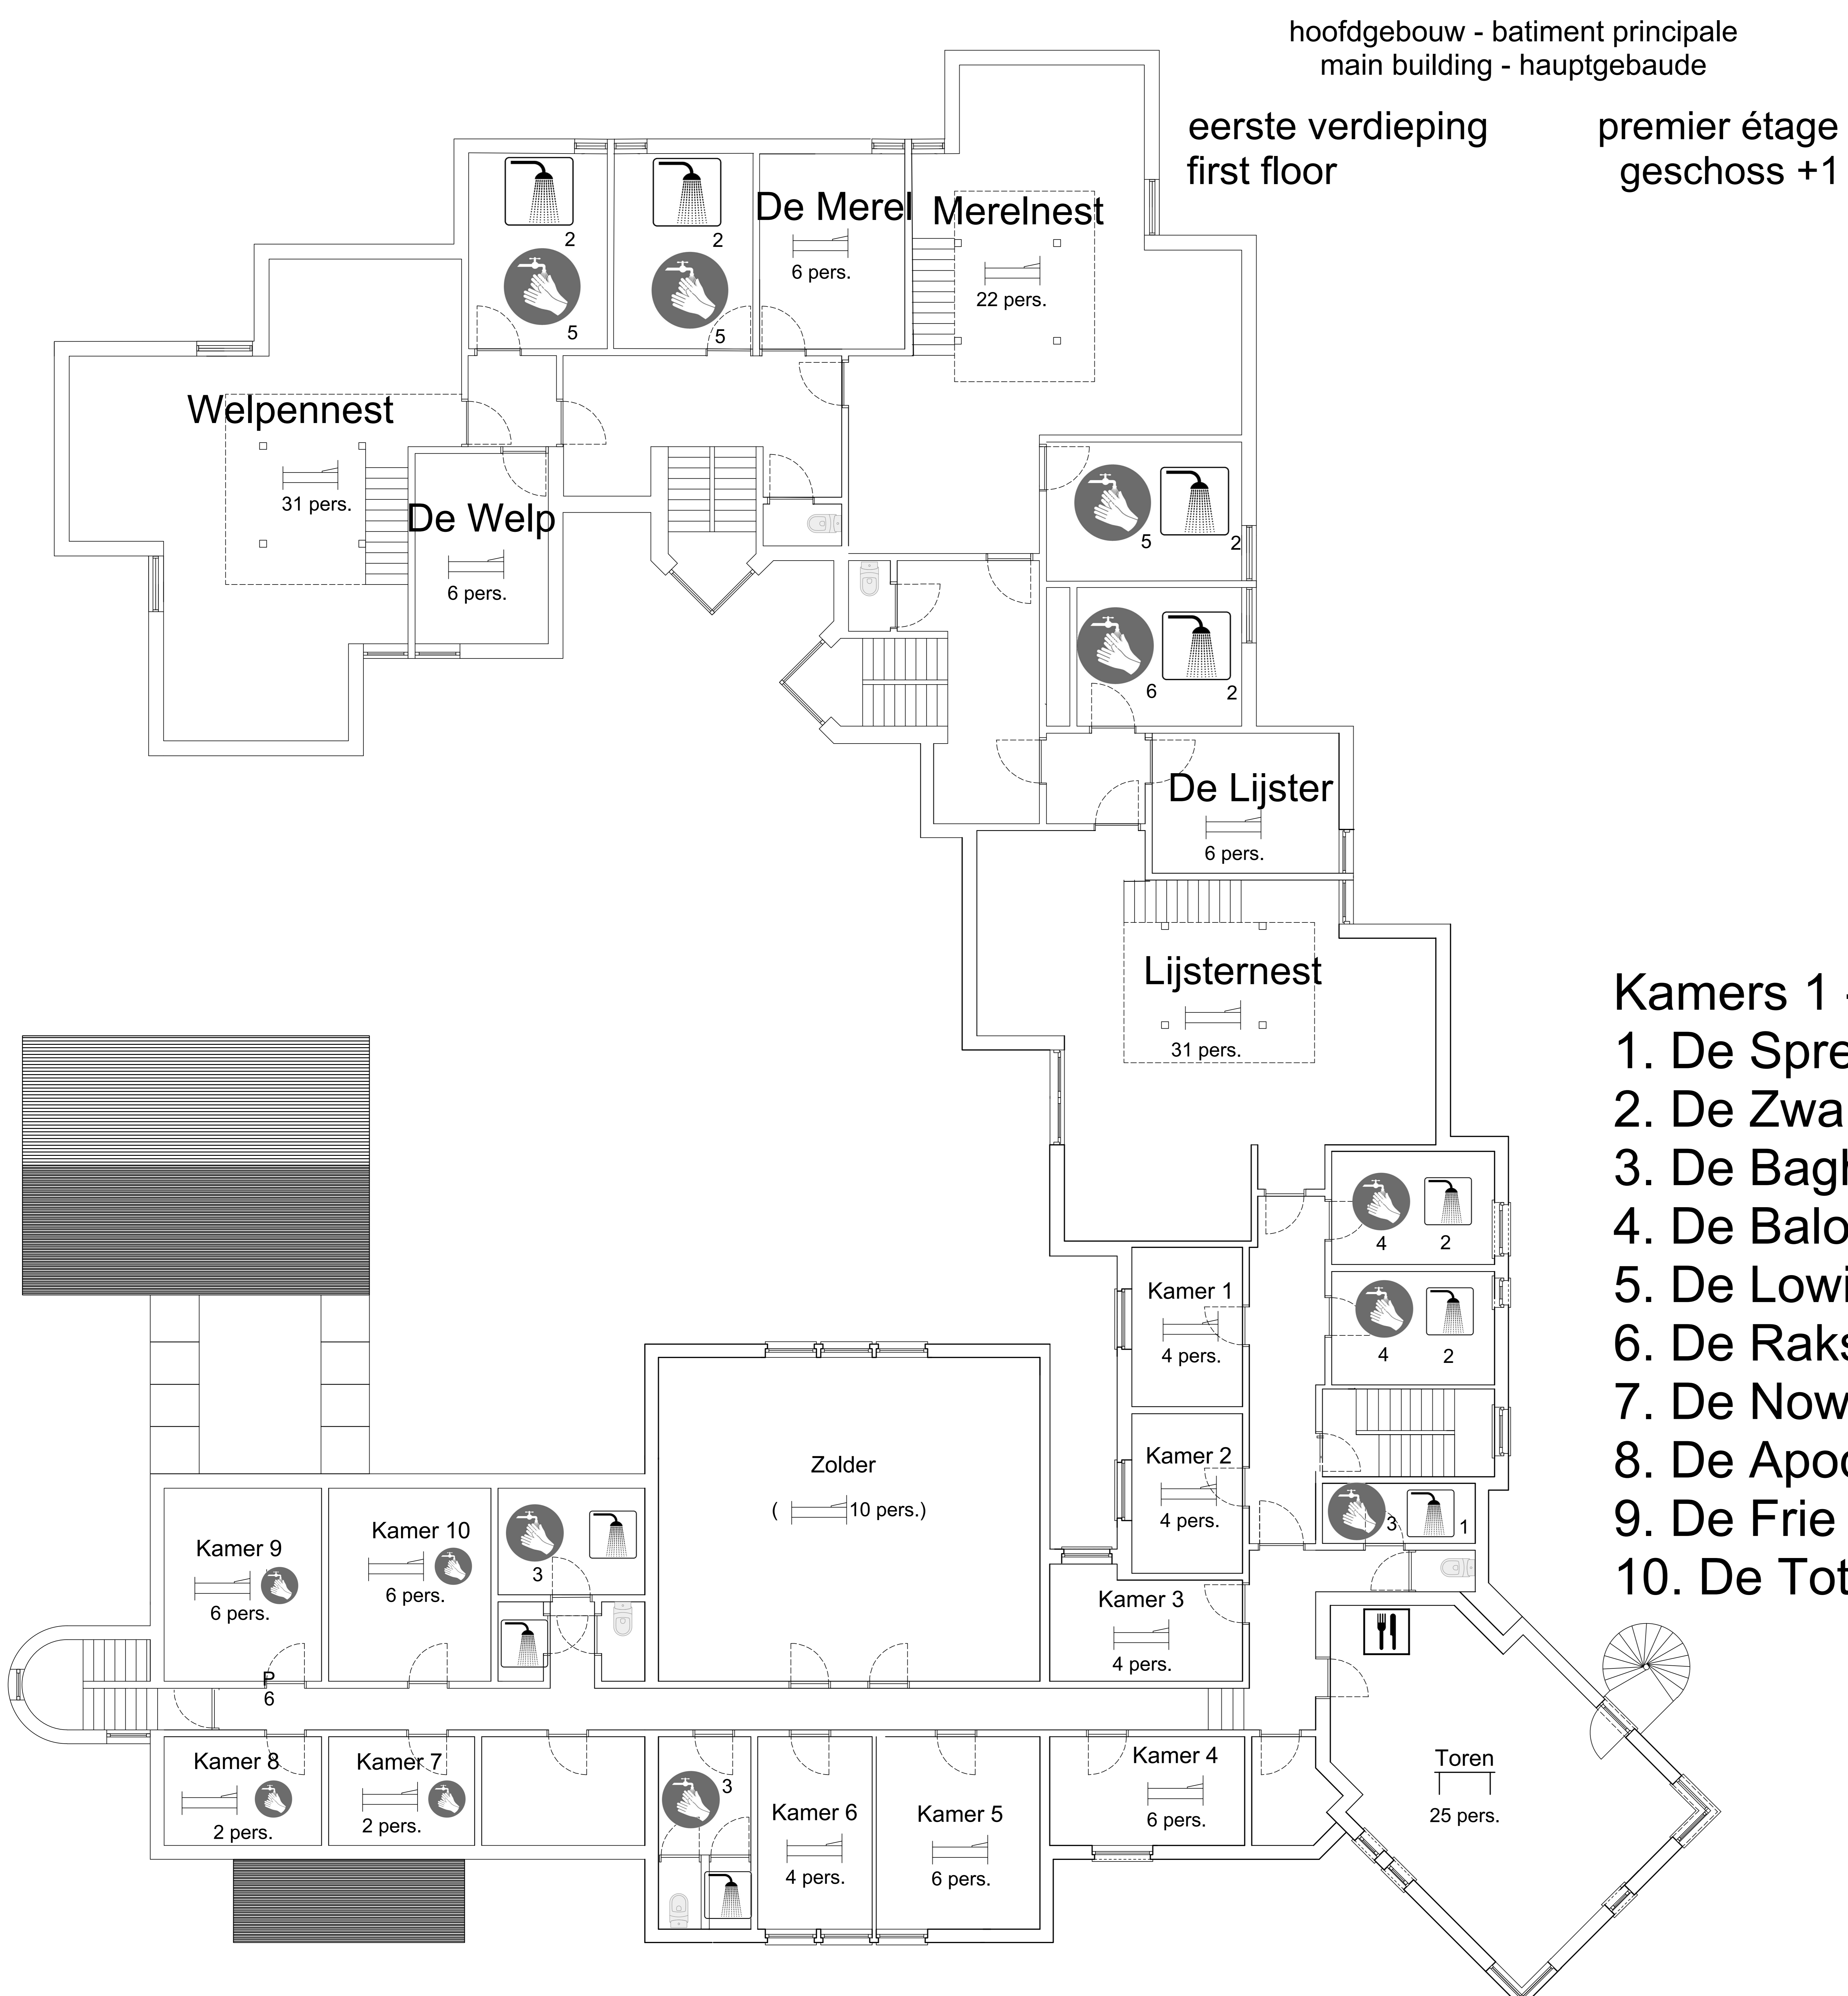 hoofdgebouw - batiment principale
main building - hauptgebaude
eerste verdieping premier étage
first floor geschoss +1
2
5
2
5
De Merel
6 pers.
Merelnest
22 pers.
Welpennest
31 pers.
De Welp
6 pers.
5 2
6 2
De Lijster
6 pers.
Lijsternest
31 pers.
Kamers 1 -
1. De Spre
2. De Zwa
3. De Bagh
4. De Balo
5. De Lowi
6. De Raks
7. De Now
8. De Apoc
9. De Frie
10. De Tot
4 2
4 2
Kamer 1
4 pers.
Kamer 2
4 pers.
3 1
Kamer 3
4 pers.
Zolder
( 10 pers.)
Kamer 9
6 pers.
Kamer 10
6 pers.
3
P
6
Kamer 8
2 pers.
Kamer 7
2 pers.
3
Kamer 6
4 pers.
Kamer 5
6 pers.
Kamer 4
6 pers.
Toren
25 pers.